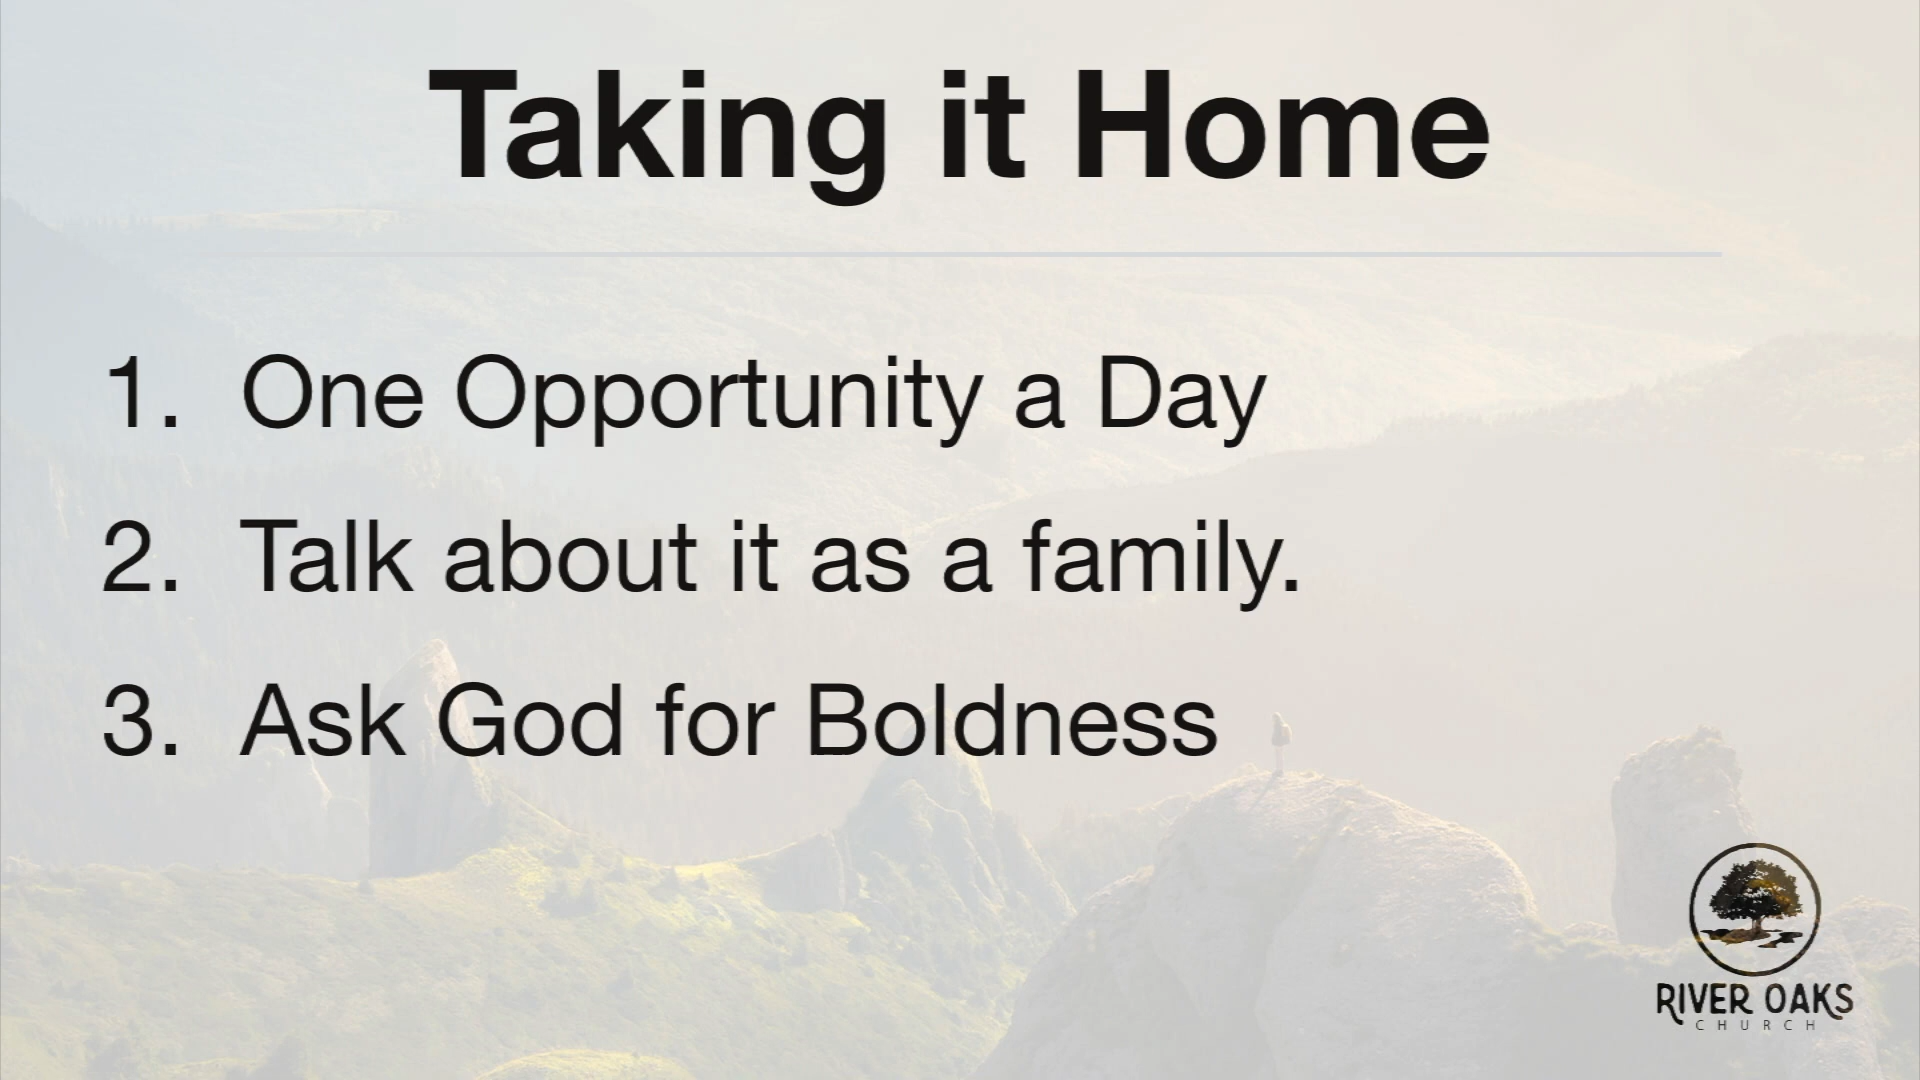 Taking it Home
1. One Opportunity a Day
2. Talk about it as a family.
3. Ask God for Boldness
RIVER OAKS
CHURCH